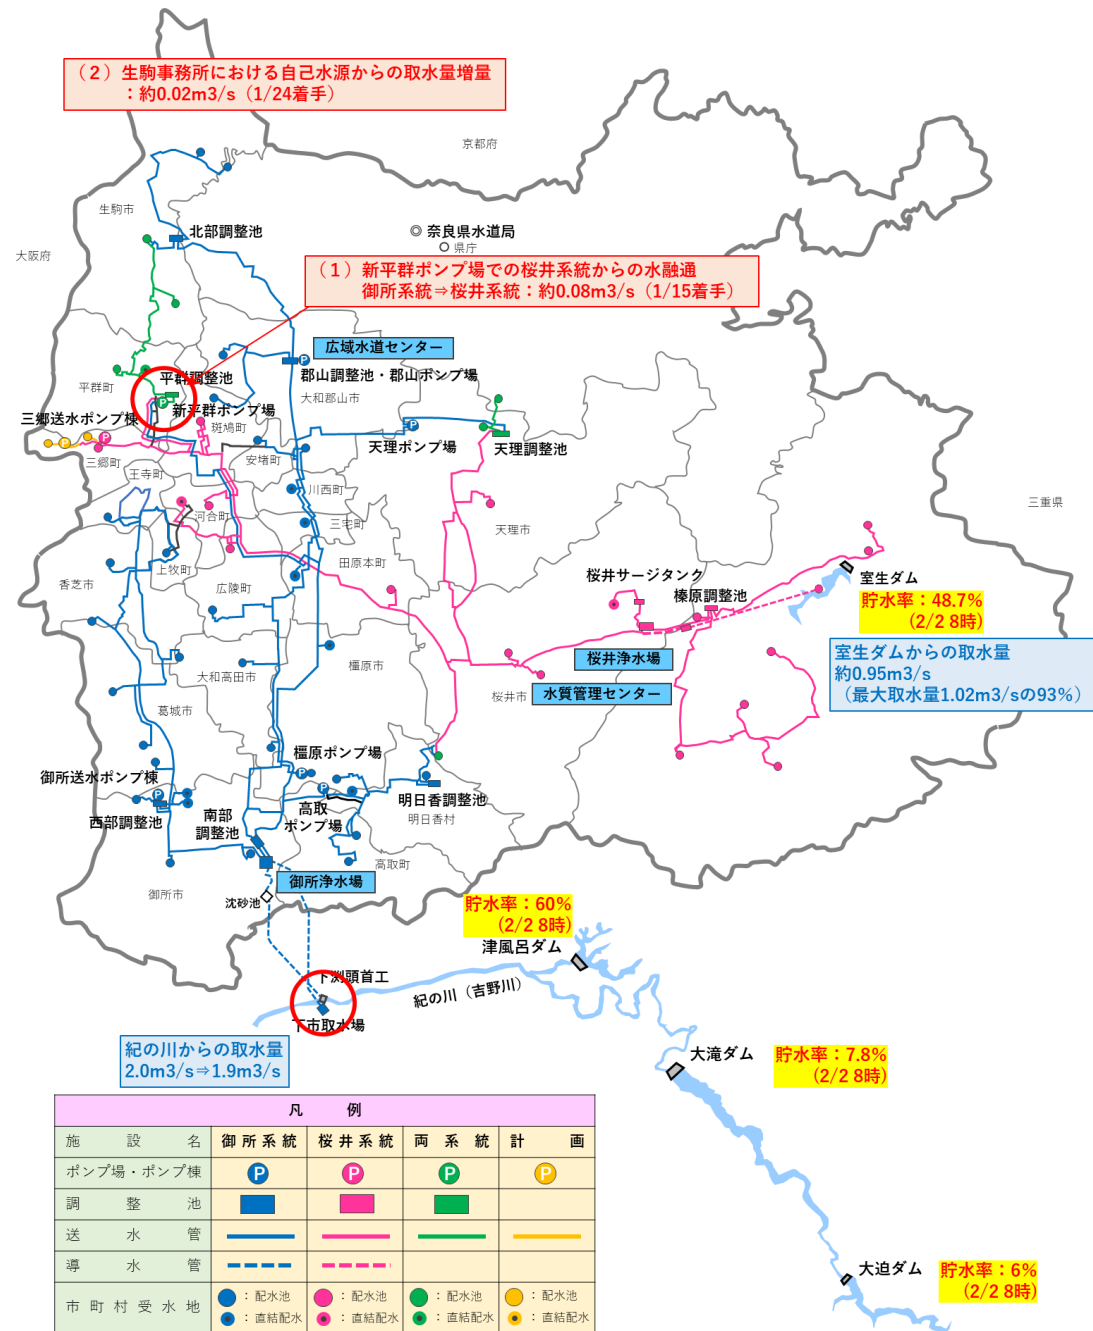 （２）生駒事務所における自己水源からの取水量増量
：約0.02m3/s（1/24着手）
京都府
生駒市
北部調整池
◎ 奈良県水道局
○ 県庁
大阪府
（１）新平群ポンプ場での桜井系統からの水融通
御所系統⇒桜井系統：約0.08m3/s（1/15着手）
広域水道センター
郡山調整池・郡山ポンプ場
大和郡山市
平群町
平群調整池
新平群ポンプ場
三郷送水ポンプ棟
斑鳩町
天理ポンプ場
天理調整池
安堵町
三郷町
王寺町
川西町
河合町
三宅町
天理市
三重県
田原本町
上牧町
香芝市
広陵町
桜井サージタンク
榛原調整池
室生ダム
貯水率：48.7%
（2/2 8時）
室生ダムからの取水量
約0.95m3/s
（最大取水量1.02m3/sの93%）
桜井浄水場
水質管理センター
桜井市
橿原市
大和高田市
葛城市
橿原ポンプ場
御所送水ポンプ棟
西部調整池
南部
調整池
高取
ポンプ場
明日香調整池
明日香村
高取町
御所浄水場
御所市
沈砂池
貯水率：60%
（2/2 8時）
津風呂ダム
下渕頭首工
紀の川（吉野川）
下市取水場
紀の川からの取水量
2.0m3/s⇒1.9m3/s
大滝ダム
貯水率：7.8%
（2/2 8時）
大迫ダム
貯水率：6%
（2/2 8時）
凡 例
施設名 御所系統 桜井系統 両系統 計画
ポンプ場・ポンプ棟 P P P P
調整池
送水管
導水管
市町村受水地 ：配水池 ：配水池 ：配水池 ：配水池
：直結配水 ：直結配水 ：直結配水 ：直結配水